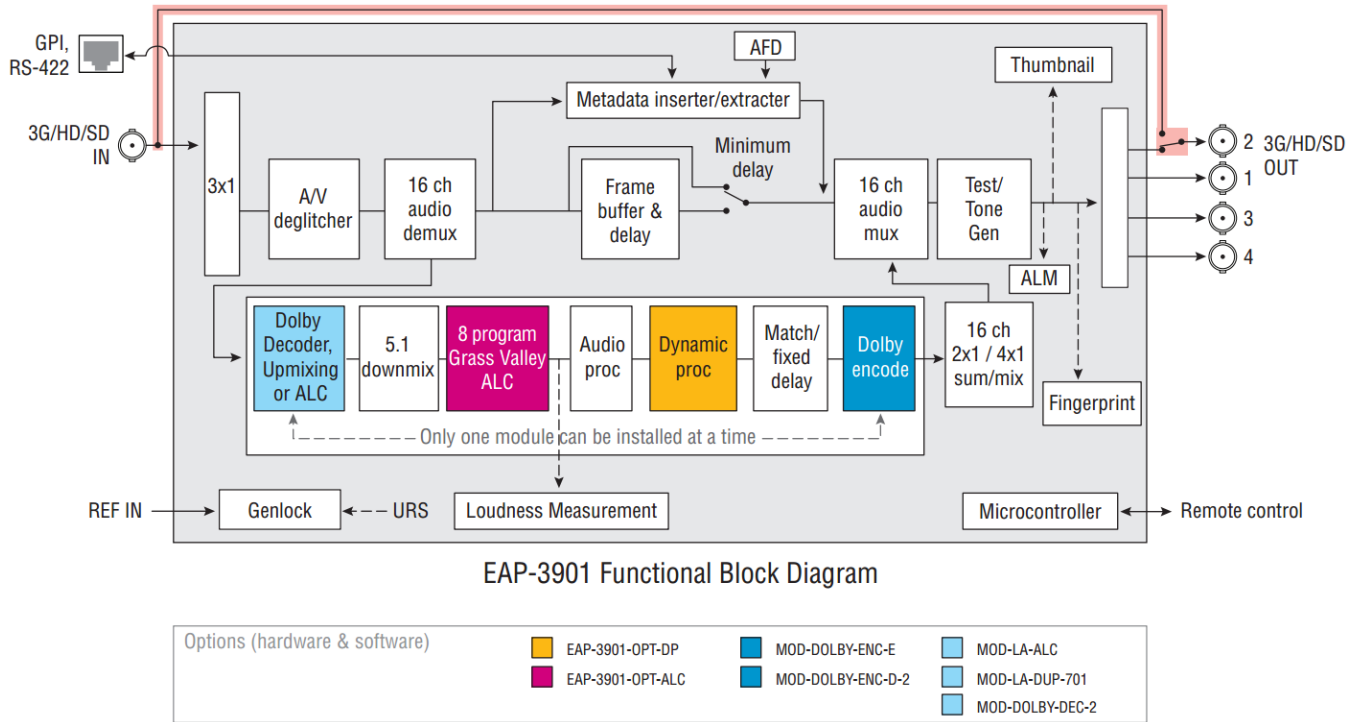 GPI,
RS-422
AFD
Thumbnail
Metadata inserter/extracter
3G/HD/SD
IN
3x1
A/V
deglitcher
16 ch
audio
demux
Frame
buffer &
delay
Minimum
delay
16 ch
audio
mux
Test/
Tone
Gen
2
1
3
4
3G/HD/SD
OUT
ALM
Dolby
Decoder,
Upmixing
or ALC
5.1
downmix
8 program
Grass Valley
ALC
Audio
proc
Dynamic
proc
Match/
fixed
delay
Dolby
encode
16 ch
2x1 / 4x1
sum/mix
Fingerprint
Only one module can be installed at a time
REF IN
Genlock
URS
Loudness Measurement
Microcontroller
Remote control
EAP-3901 Functional Block Diagram
Options (hardware & software)
EAP-3901-OPT-DP
EAP-3901-OPT-ALC
MOD-DOLBY-ENC-E
MOD-DOLBY-ENC-D-2
MOD-LA-ALC
MOD-LA-DUP-701
MOD-DOLBY-DEC-2